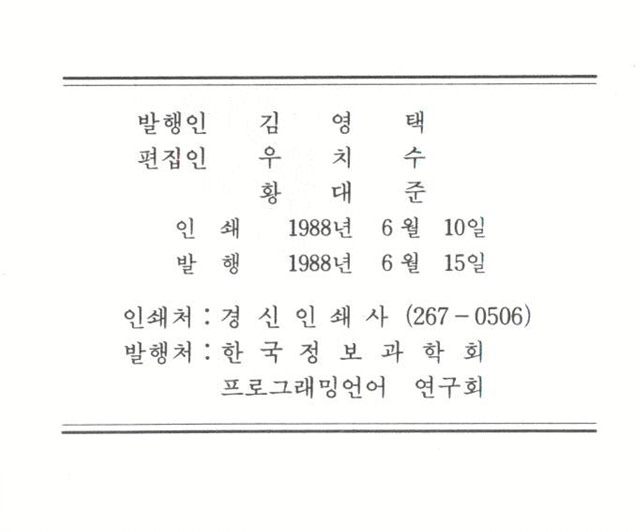 발행인 김 영 택
편집인 우 치 수
황 대 준
인 쇄 1988년 6월 10일
발 행 1988년 6월 15일
인쇄처 : 경 신 인 쇄 사 (267-0506)
발행처 : 한 국 정 보 과 학 회
프로그래밍언어 연구회